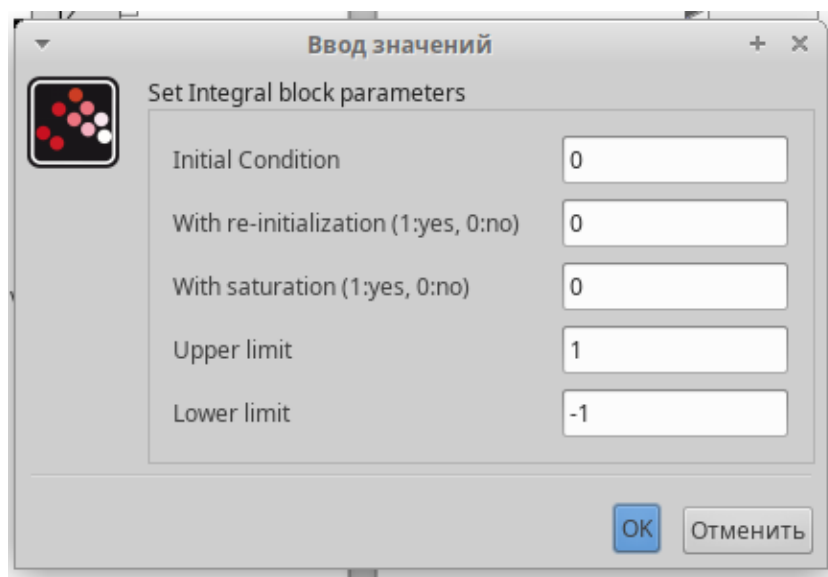 Ввод значений
Set Integral block parameters
Initial Condition 0
With re-initialization (1:yes, 0:no) 0
With saturation (1:yes, 0:no) 0
Upper limit 1
Lower limit -1
OK Отменить